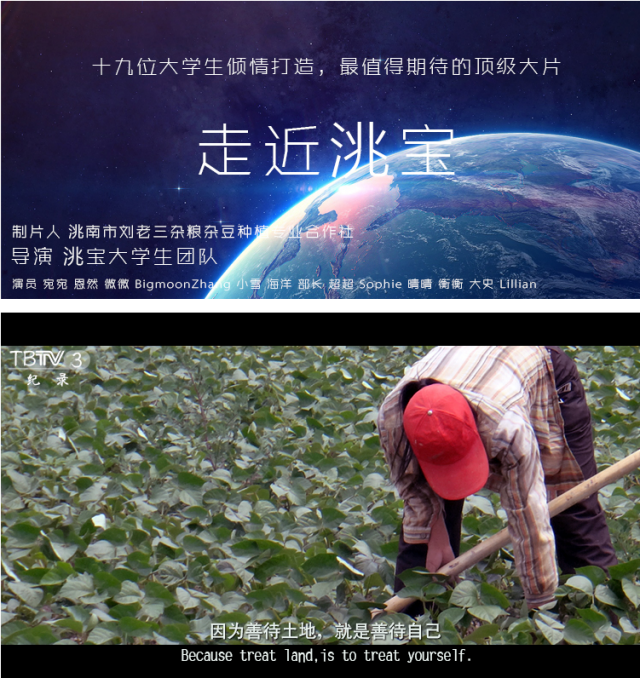 十九位大学生倾情打造，最值得期待的顶级大片
走近洮宝
制片人 洮南市刘老三杂粮杂豆种植专业合作社
导演 洮宝大学生团队
演员 宛宛 恩然 微微 BigmoonZhang 小雪 海洋 部长 超超 Sophie 晴晴 衡衡 大史 Lillian
TBTV 3
纪 录
因为善待土地，就是善待自己
Because treat land,is to treat yourself.